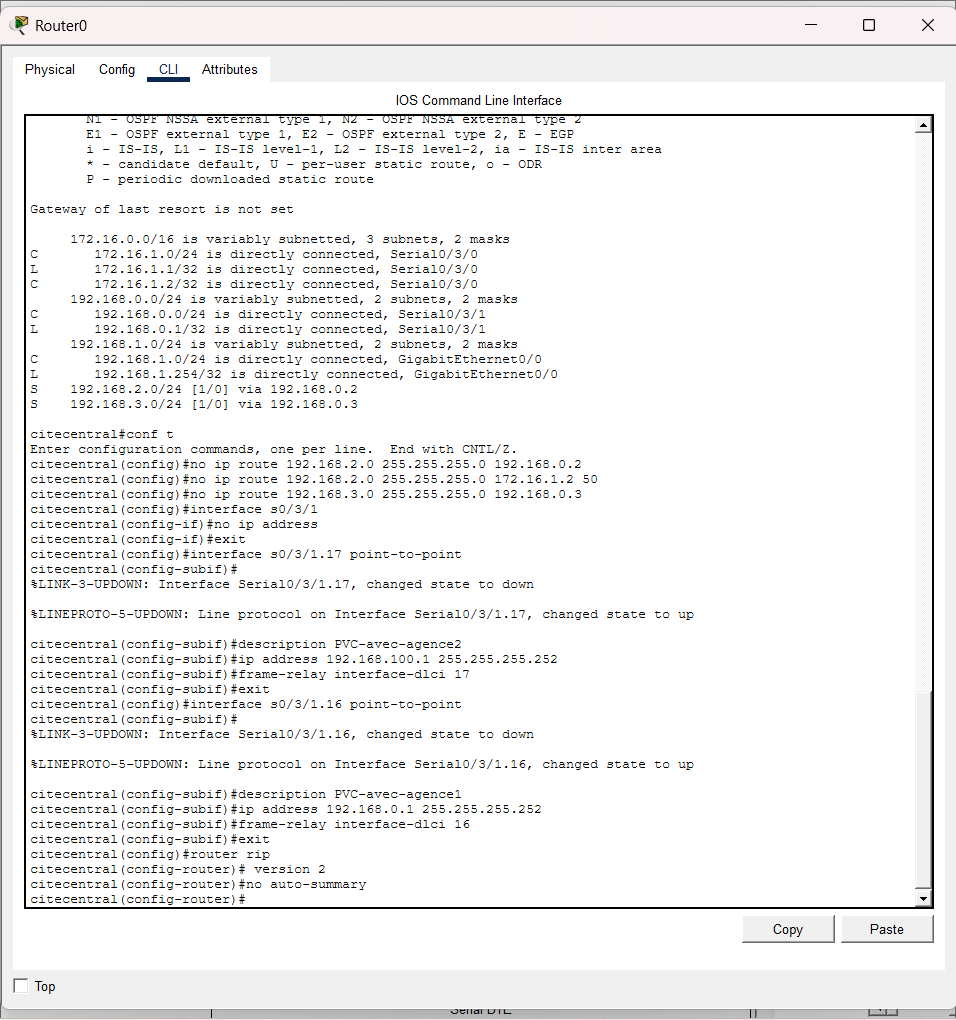 Router0
Physical Config CLI Attributes
IOS Command Line Interface
N1 - OSPF NSSA external type 1, N2 - OSPF NSSA external type 2
E1 - OSPF external type 1, E2 - OSPF external type 2, E - EGP
i - IS-IS, L1 - IS-IS level-1, L2 - IS-IS level-2, ia - IS-IS inter area
* - candidate default, U - per-user static route, o - ODR
P - periodic downloaded static route
Gateway of last resort is not set
172.16.0.0/16 is variably subnetted, 3 subnets, 2 masks
C 172.16.1.0/24 is directly connected, Serial0/3/0
L 172.16.1.1/32 is directly connected, Serial0/3/0
C 172.16.1.2/32 is directly connected, Serial0/3/0
192.168.0.0/24 is variably subnetted, 2 subnets, 2 masks
C 192.168.0.0/24 is directly connected, Serial0/3/1
L 192.168.0.1/32 is directly connected, Serial0/3/1
192.168.1.0/24 is variably subnetted, 2 subnets, 2 masks
C 192.168.1.0/24 is directly connected, GigabitEthernet0/0
L 192.168.1.254/32 is directly connected, GigabitEthernet0/0
S 192.168.2.0/24 [1/0] via 192.168.0.2
S 192.168.3.0/24 [1/0] via 192.168.0.3
citecentral#conf t
Enter configuration commands, one per line. End with CNTL/Z.
citecentral(config)#no ip route 192.168.2.0 255.255.255.0 192.168.0.2
citecentral(config)#no ip route 192.168.2.0 255.255.255.0 172.16.1.2 50
citecentral(config)#no ip route 192.168.3.0 255.255.255.0 192.168.0.3
citecentral(config)#interface s0/3/1
citecentral(config-if)#no ip address
citecentral(config-if)#exit
citecentral(config)#interface s0/3/1.17 point-to-point
citecentral(config-subif)#
%LINK-3-UPDOWN: Interface Serial0/3/1.17, changed state to down
%LINEPROTO-5-UPDOWN: Line protocol on Interface Serial0/3/1.17, changed state to up
citecentral(config-subif)#description PVC-avec-agence2
citecentral(config-subif)#ip address 192.168.100.1 255.255.255.252
citecentral(config-subif)#frame-relay interface-dlci 17
citecentral(config-subif)#exit
citecentral(config)#interface s0/3/1.16 point-to-point
citecentral(config-subif)#
%LINK-3-UPDOWN: Interface Serial0/3/1.16, changed state to down
%LINEPROTO-5-UPDOWN: Line protocol on Interface Serial0/3/1.16, changed state to up
citecentral(config-subif)#description PVC-avec-agence1
citecentral(config-subif)#ip address 192.168.0.1 255.255.255.252
citecentral(config-subif)#frame-relay interface-dlci 16
citecentral(config-subif)#exit
citecentral(config)#router rip
citecentral(config-router)# version 2
citecentral(config-router)#no auto-summary
citecentral(config-router)#
Copy Paste
Top
Serial DTE